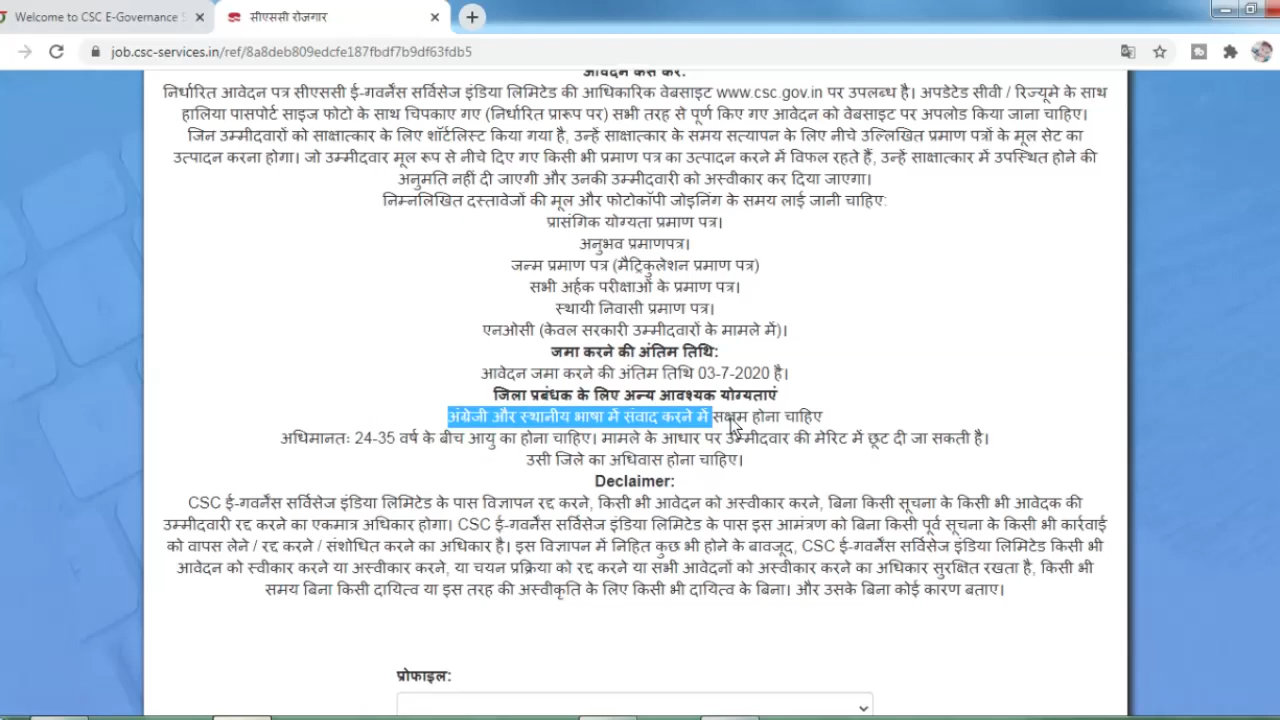 Welcome to CSC E-Governance S
सीएससी रोज़गार
job.csc-services.in/ref/8a8deb809edcfe187fbdf7b9df63fdb5
आवेदन कैसे करें:
निर्धारित आवेदन पत्र सीएससी ई-गवर्नेंस सर्विसेज इंडिया लिमिटेड की आधिकारिक वेबसाइट www.csc.gov.in पर उपलब्ध है। अपडेटेड सीवी / रिज्यूमे के साथ
हालिया पासपोर्ट साइज फोटो के साथ चिपकाए गए (निर्धारित प्रारूप पर) सभी तरह से पूर्ण किए गए आवेदन को वेबसाइट पर अपलोड किया जाना चाहिए।
जिन उम्मीदवारों को साक्षात्कार के लिए शॉर्टलिस्ट किया गया है, उन्हें साक्षात्कार के समय सत्यापन के लिए नीचे उल्लिखित प्रमाण पत्रों के मूल सेट का
उत्पादन करना होगा। जो उम्मीदवार मूल रूप से नीचे दिए गए किसी भी प्रमाण पत्र का उत्पादन करने में विफल रहते हैं, उन्हें साक्षात्कार में उपस्थित होने की
अनुमति नहीं दी जाएगी और उनकी उम्मीदवारी को अस्वीकार कर दिया जाएगा।
निम्नलिखित दस्तावेजों की मूल और फोटोकॉपी जोइनिंग के समय लाई जानी चाहिए:
प्रासंगिक योग्यता प्रमाण पत्र।
अनुभव प्रमाणपत्र।
जन्म प्रमाण पत्र (मैट्रिकुलेशन प्रमाण पत्र)
सभी अर्हक परीक्षाओं के प्रमाण पत्र।
स्थायी निवासी प्रमाण पत्र।
एनओसी (केवल सरकारी उम्मीदवारों के मामले में)।
जमा करने की अंतिम तिथि:
आवेदन जमा करने की अंतिम तिथि 03-7-2020 है।
जिला प्रबंधक के लिए अन्य आवश्यक योग्यताएं
अंग्रेजी और स्थानीय भाषा में संवाद करने में सक्षम होना चाहिए
अधिमानतः 24-35 वर्ष के बीच आयु का होना चाहिए। मामले के आधार पर उम्मीदवार की मेरिट में छूट दी जा सकती है।
उसी जिले का अधिवास होना चाहिए।
Declaimer:
CSC ई-गवर्नेंस सर्विसेज इंडिया लिमिटेड के पास विज्ञापन रद्द करने, किसी भी आवेदन को अस्वीकार करने, बिना किसी सूचना के किसी भी आवेदक की
उम्मीदवारी रद्द करने का एकमात्र अधिकार होगा। CSC ई-गवर्नेंस सर्विसेज इंडिया लिमिटेड के पास इस आमंत्रण को बिना किसी पूर्व सूचना के किसी भी कार्रवाई
को वापस लेने / रद्द करने / संशोधित करने का अधिकार है। इस विज्ञापन में निहित कुछ भी होने के बावजूद, CSC ई-गवर्नेंस सर्विसेज इंडिया लिमिटेड किसी भी
आवेदन को स्वीकार करने या अस्वीकार करने, या चयन प्रक्रिया को रद्द करने या सभी आवेदनों को अस्वीकार करने का अधिकार सुरक्षित रखता है, किसी भी
समय बिना किसी दायित्व या इस तरह की अस्वीकृति के लिए किसी भी दायित्व के बिना। और उसके बिना कोई कारण बताए।
प्रोफाइल: